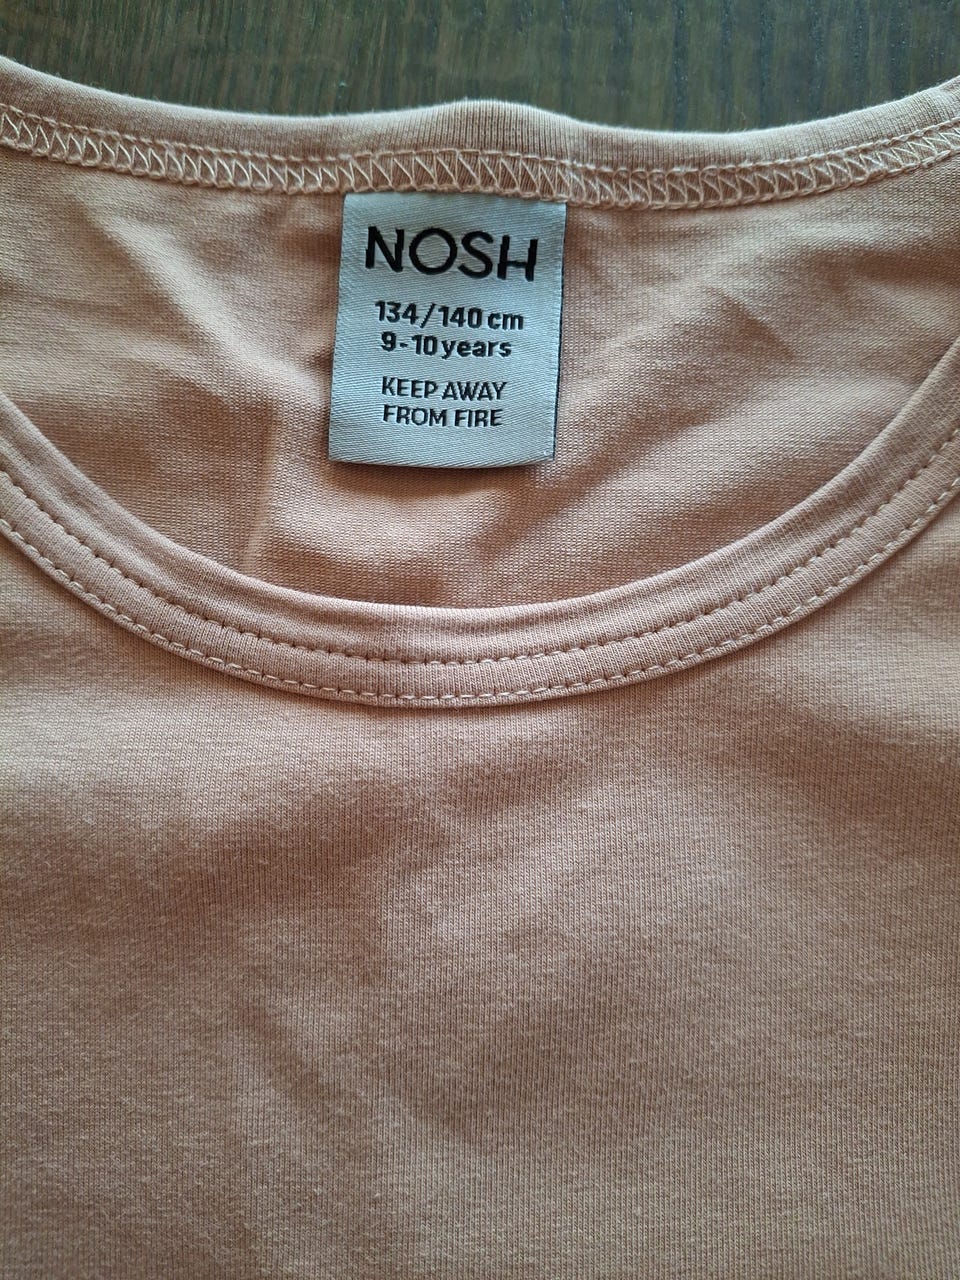 NOSH
134/140 cm
9-10 years
KEEP AWAY
FROM FIRE